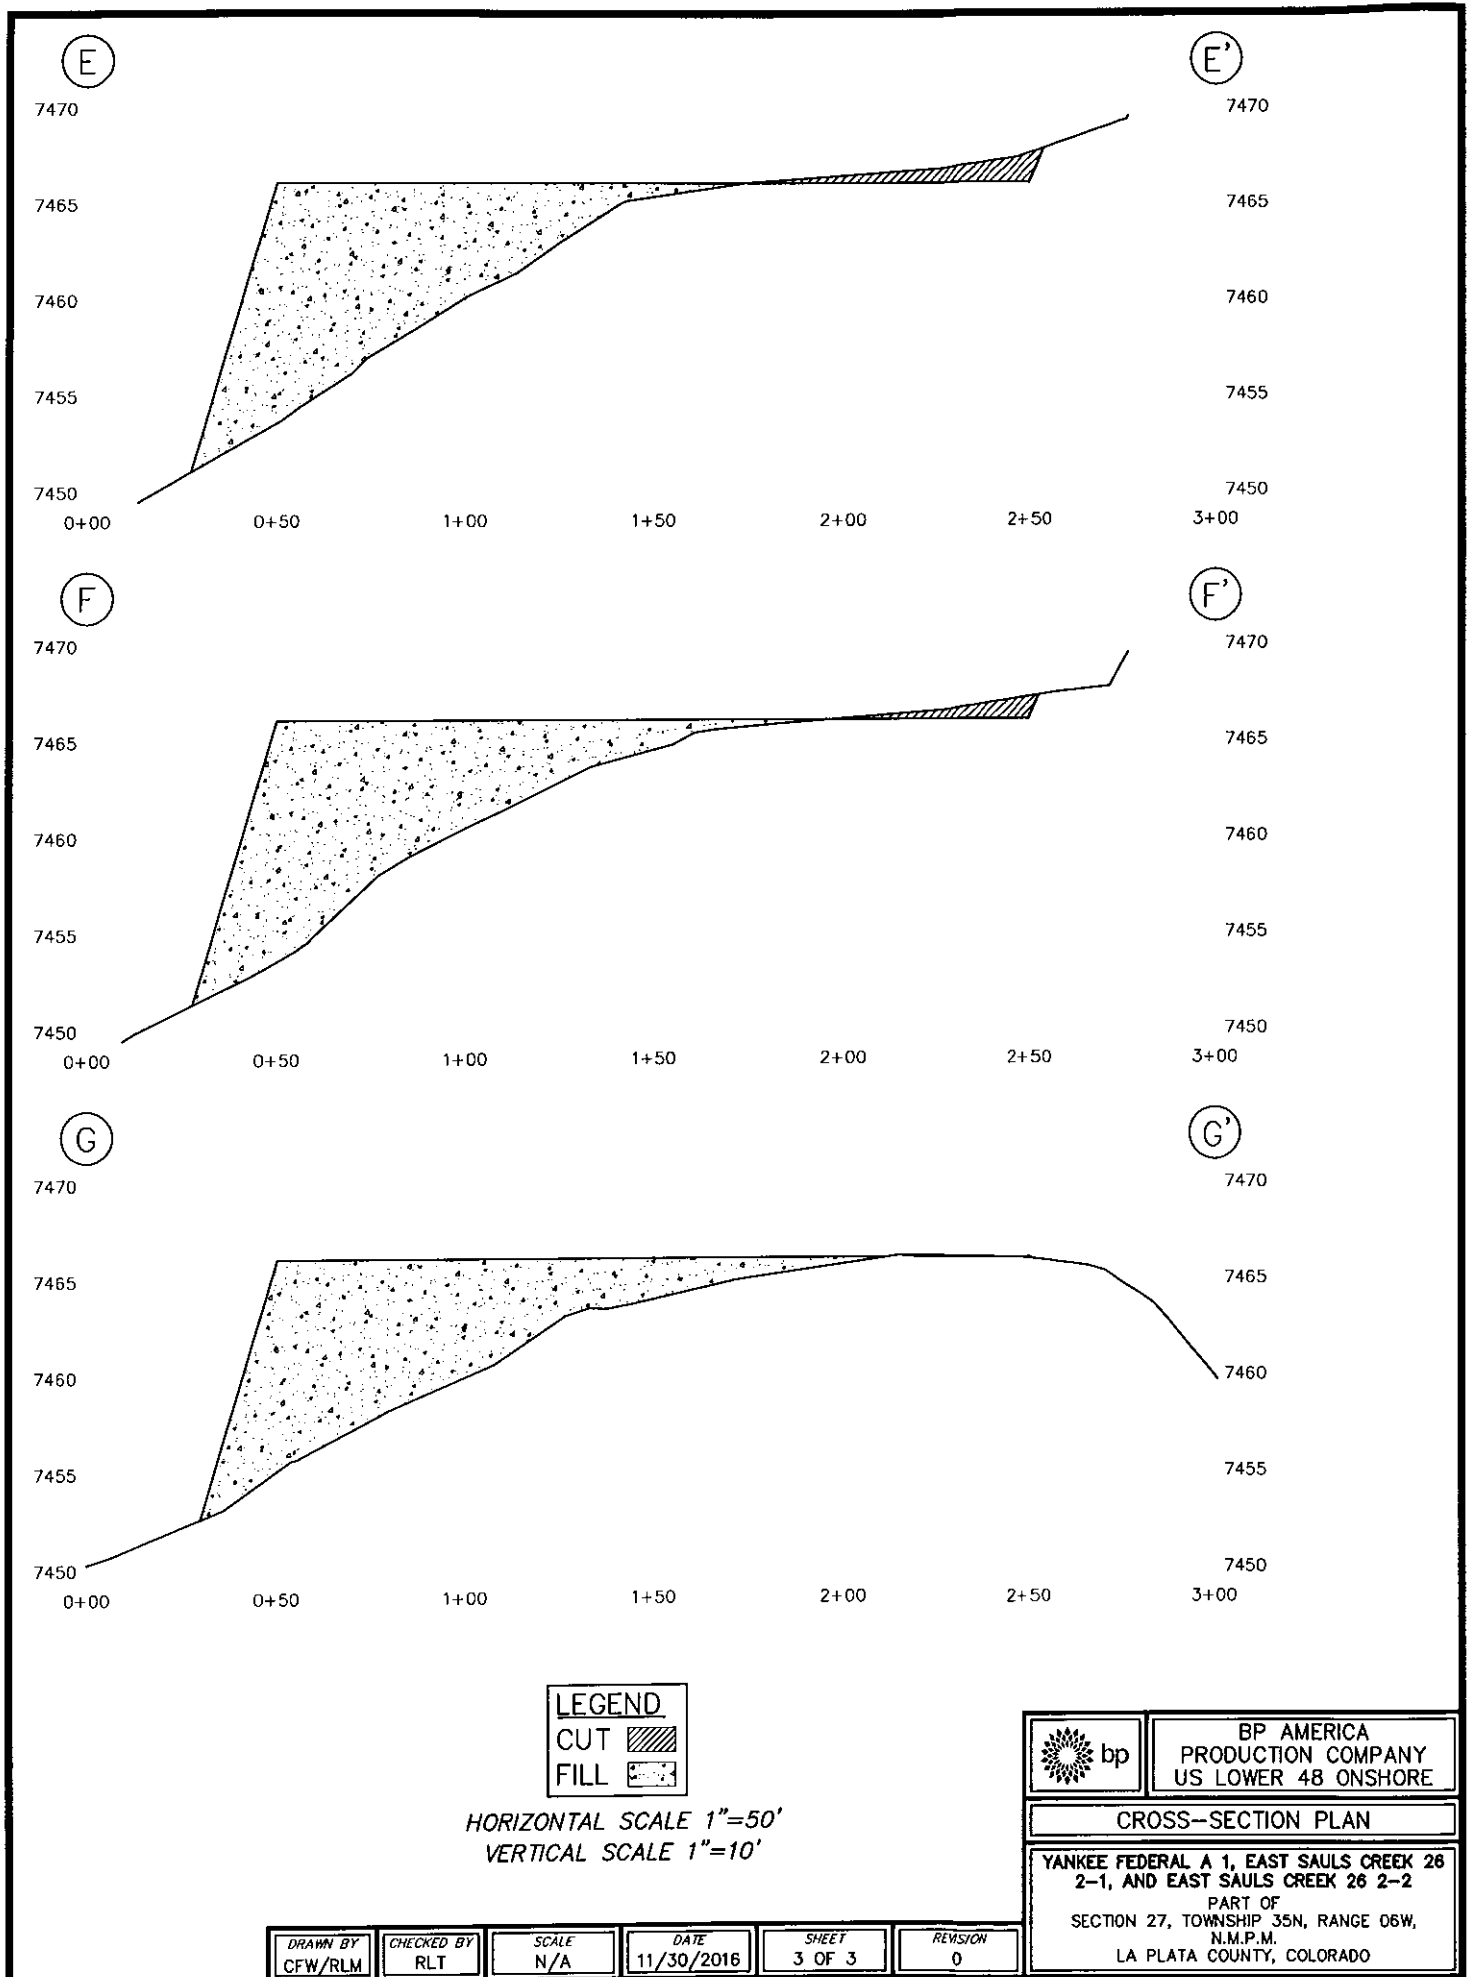 E E'
7470 7470
7465 7465
7460 7460
7455 7455
7450 7450
0+00 0+50 1+00 1+50 2+00 2+50 3+00
F F'
7470 7470
7465 7465
7460 7460
7455 7455
7450 7450
0+00 0+50 1+00 1+50 2+00 2+50 3+00
G G'
7470 7470
7465 7465
7460 7460
7455 7455
7450 7450
0+00 0+50 1+00 1+50 2+00 2+50 3+00
LEGEND
CUT
FILL
HORIZONTAL SCALE 1"=50'
VERTICAL SCALE 1"=10'
bp
BP AMERICA
PRODUCTION COMPANY
US LOWER 48 ONSHORE
CROSS-SECTION PLAN
YANKEE FEDERAL A 1, EAST SAULS CREEK 26
2-1, AND EAST SAULS CREEK 26 2-2
PART OF
SECTION 27, TOWNSHIP 35N, RANGE 06W,
N.M.P.M.
LA PLATA COUNTY, COLORADO
DRAWN BY CHECKED BY SCALE DATE SHEET REVISION
CFW/RLM RLT N/A 11/30/2016 3 OF 3 0